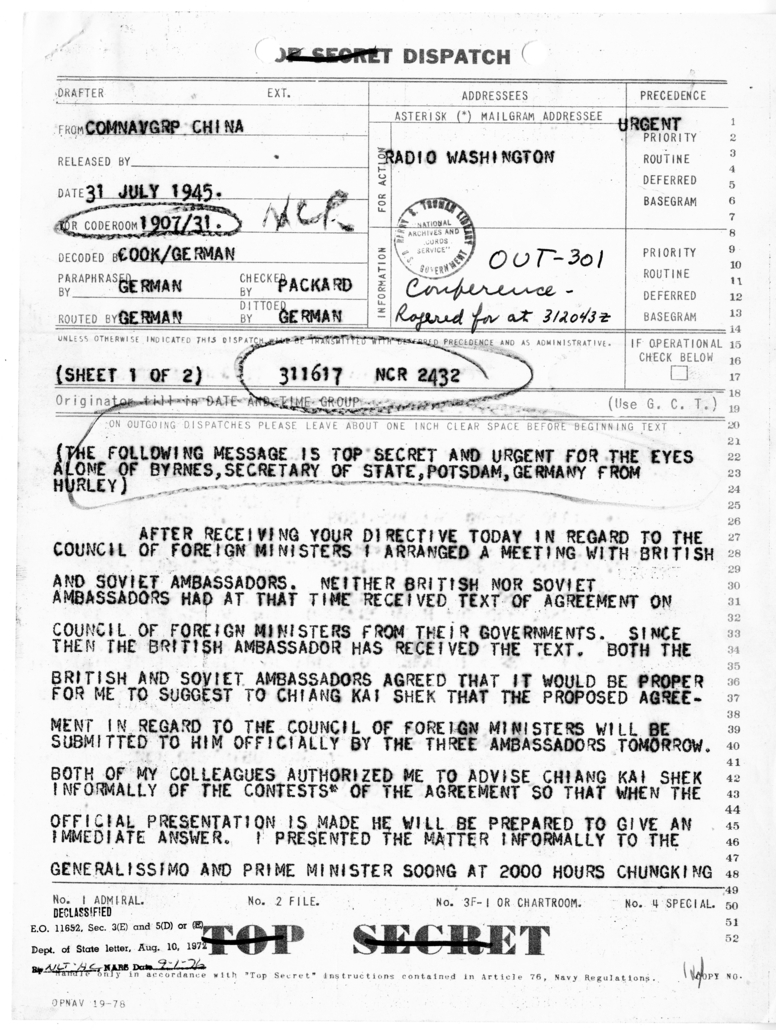 TOP SECRET DISPATCH
DRAFTER EXT. ADDRESSEES PRECEDENCE
ASTERISK (*) MAILGRAM ADDRESSEE
FROM COMNAVGRP CHINA
URGENT
RELEASED BY
RADIO WASHINGTON
FOR ACTION
PRIORITY
ROUTINE
DEFERRED
BASEGRAM
DATE 31 JULY 1945.
TOR CODEROOM 1907/31.
NCR
HARRY S. TRUMAN LIBRARY
"NATIONAL
ARCHIVES AND
RECORDS
SERVICE"
U.S. GOVERNMENT
DECODED BY COOK/GERMAN
PARAPHRASED BY GERMAN CHECKED BY PACKARD
ROUTED BY GERMAN DITTOED BY GERMAN
INFORMATION
OUT-301
Conference -
Rogered for at 312043Z
PRIORITY
ROUTINE
DEFERRED
BASEGRAM
1
2
3
4
5
6
7
8
9
10
11
12
13
14
UNLESS OTHERWISE INDICATED THIS DISPATCH WILL BE TRANSMITTED WITH DEFERRED PRECEDENCE AND AS ADMINISTRATIVE.
IF OPERATIONAL 15
CHECK BELOW 16
(SHEET 1 OF 2) 311617 NCR 2432 17
18
Originator fill in DATE AND TIME GROUP (Use G. C. T.) 19
ON OUTGOING DISPATCHES PLEASE LEAVE ABOUT ONE INCH CLEAR SPACE BEFORE BEGINNING TEXT 20
21
(THE FOLLOWING MESSAGE IS TOP SECRET AND URGENT FOR THE EYES 22
ALONE OF BYRNES, SECRETARY OF STATE, POTSDAM, GERMANY FROM 23
HURLEY) 24
25
26
AFTER RECEIVING YOUR DIRECTIVE TODAY IN REGARD TO THE 27
COUNCIL OF FOREIGN MINISTERS I ARRANGED A MEETING WITH BRITISH 28
29
AND SOVIET AMBASSADORS. NEITHER BRITISH NOR SOVIET 30
AMBASSADORS HAD AT THAT TIME RECEIVED TEXT OF AGREEMENT ON 31
32
COUNCIL OF FOREIGN MINISTERS FROM THEIR GOVERNMENTS. SINCE 33
THEN THE BRITISH AMBASSADOR HAS RECEIVED THE TEXT. BOTH THE 34
35
BRITISH AND SOVIET AMBASSADORS AGREED THAT IT WOULD BE PROPER 36
FOR ME TO SUGGEST TO CHIANG KAI SHEK THAT THE PROPOSED AGREE- 37
38
MENT IN REGARD TO THE COUNCIL OF FOREIGN MINISTERS WILL BE 39
SUBMITTED TO HIM OFFICIALLY BY THE THREE AMBASSADORS TOMORROW. 40
41
BOTH OF MY COLLEAGUES AUTHORIZED ME TO ADVISE CHIANG KAI SHEK 42
INFORMALLY OF THE CONTESTS* OF THE AGREEMENT SO THAT WHEN THE 43
44
OFFICIAL PRESENTATION IS MADE HE WILL BE PREPARED TO GIVE AN 45
IMMEDIATE ANSWER. I PRESENTED THE MATTER INFORMALLY TO THE 46
47
GENERALISSIMO AND PRIME MINISTER SOONG AT 2000 HOURS CHUNGKING 48
49
No. 1 ADMIRAL. No. 2 FILE. No. 3F-1 OR CHARTROOM. No. 4 SPECIAL. 50
DECLASSIFIED
51
E.O. 11652, Sec. 3(E) and 5(D) or (E)
52
TOP SECRET
Dept. of State letter, Aug. 10, 1972
By NLT-HC, NARS Date 9-1-76
Handle only in accordance with "Top Secret" instructions contained in Article 76, Navy Regulations.
COPY NO.
OPNAV 19-78